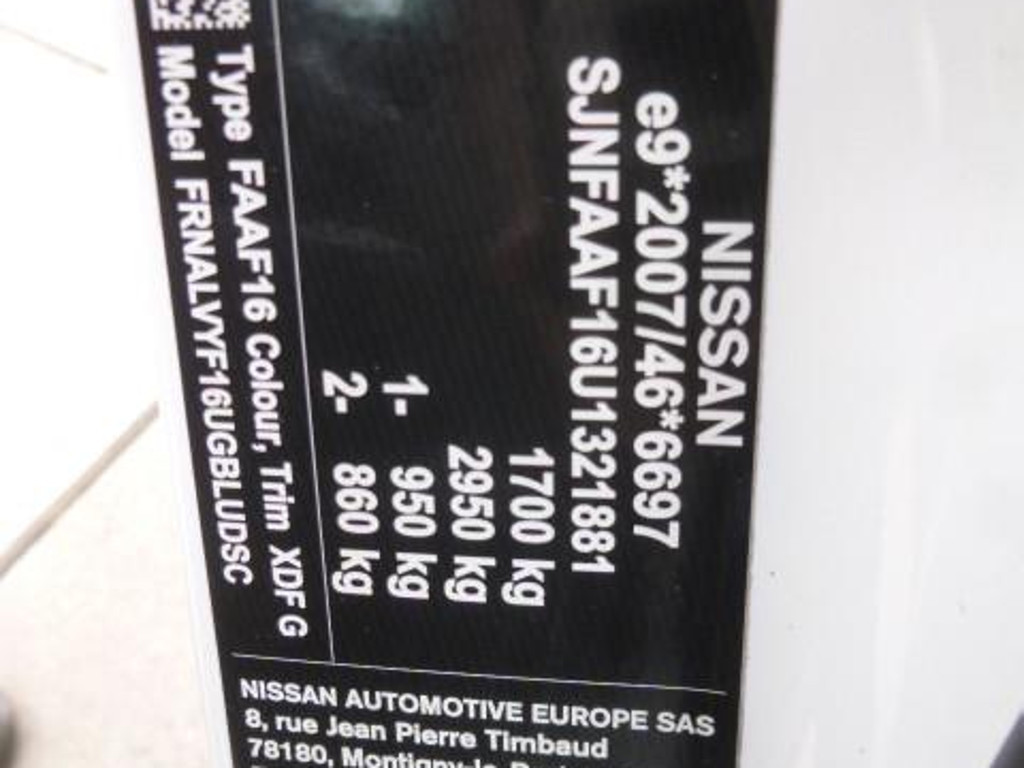 NISSAN
e9*2007/46*6697
SJNFAAF16U1321881
1700 kg
2950 kg
1- 950 kg
2- 860 kg
Type FAAF16 Colour, Trim XDF G
Model FRNALVYF16UGBLUDSC
NISSAN AUTOMOTIVE EUROPE SAS
8, rue Jean Pierre Timbaud
78180,